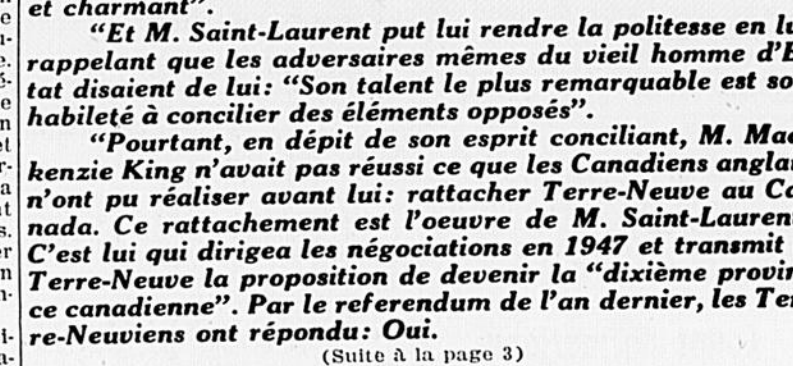 et charmant".
"Et M. Saint-Laurent put lui rendre la politesse en
rappelant que les adversaires mêmes du vieil homme
tat disaient de lui: "Son talent le plus remarquable est
habileté à concilier des éléments opposés".
"Pourtant, en dépit de son esprit conciliant, M. Mac
kenzie King n'avait pas réussi ce que les Canadiens anglai
n'ont pu réaliser avant lui: rattacher Terre-Neuve au Ca
nada. Ce rattachement est l'oeuvre de M. Saint-Laurent
C'est lui qui dirigea les négociations en 1947 et transmit
Terre-Neuve la proposition de devenir la "dixième provin
ce canadienne". Par le referendum de l'an dernier, les Ter
re-Neuviens ont répondu: Oui.
(Suite à la page 3)